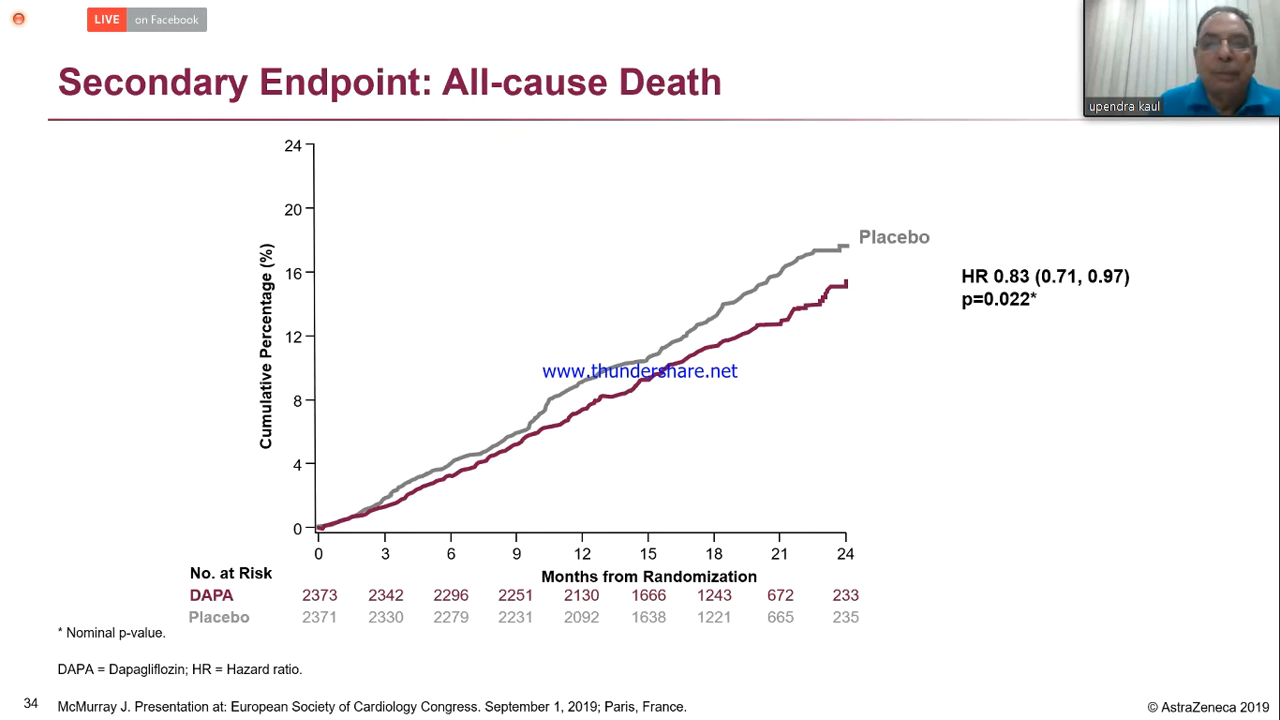 LIVE on Facebook
upendra kaul
Secondary Endpoint: All-cause Death
24
20
16
12
8
4
0
Cumulative Percentage (%)
Placebo
HR 0.83 (0.71, 0.97)
p=0.022*
www.thundershare.net
0 3 6 9 12 15 18 21 24
Months from Randomization
No. at Risk
DAPA 2373 2342 2296 2251 2130 1666 1243 672 233
Placebo 2371 2330 2279 2231 2092 1638 1221 665 235
* Nominal p-value.
DAPA = Dapagliflozin; HR = Hazard ratio.
34 McMurray J. Presentation at: European Society of Cardiology Congress. September 1, 2019; Paris, France.
© AstraZeneca 2019